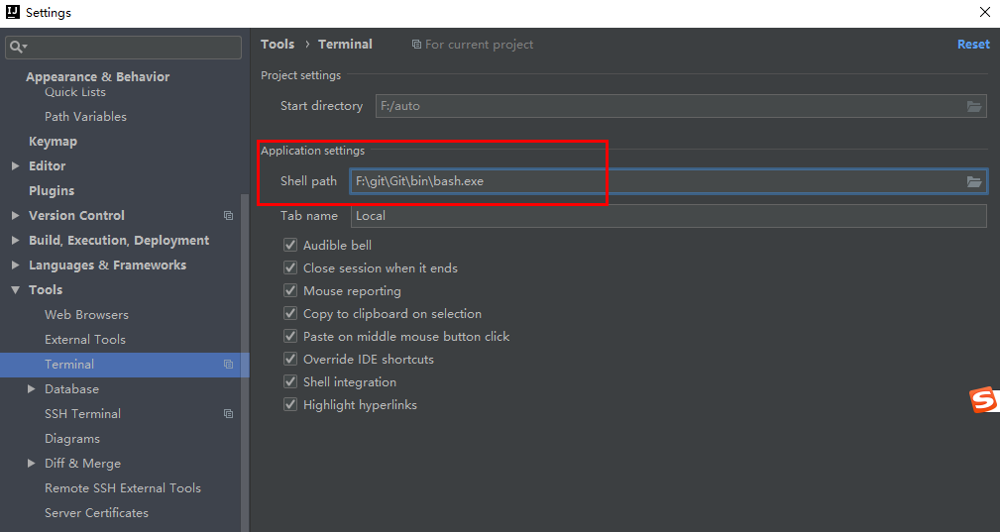 Settings
Appearance & Behavior
Quick Lists
Path Variables
Keymap
Editor
Plugins
Version Control
Build, Execution, Deployment
Languages & Frameworks
Tools
Web Browsers
External Tools
Terminal
Database
SSH Terminal
Diagrams
Diff & Merge
Remote SSH External Tools
Server Certificates
Tools › Terminal For current project Reset
Project settings
Start directory F:/auto
Application settings
Shell path F:\git\Git\bin\bash.exe
Tab name Local
Audible bell
Close session when it ends
Mouse reporting
Copy to clipboard on selection
Paste on middle mouse button click
Override IDE shortcuts
Shell integration
Highlight hyperlinks